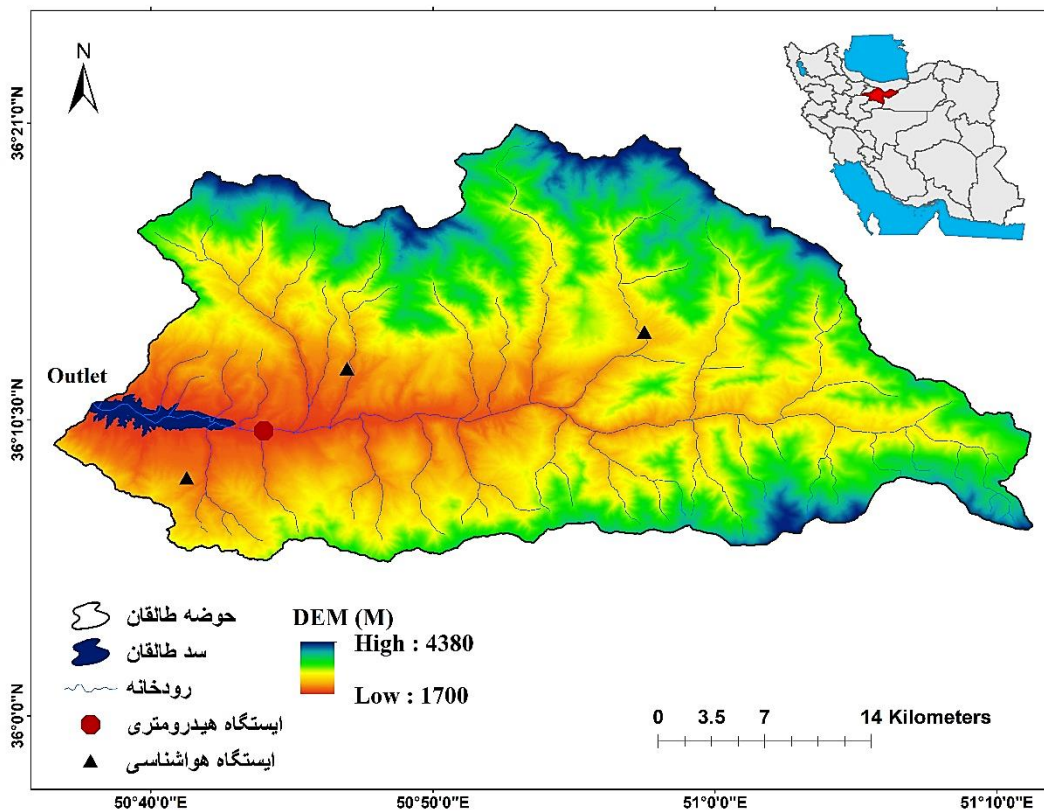 N
36°21'0"N
Outlet
36°10'30"N
36°0'0"N
حوضه طالقان
سد طالقان
رودخانه
ایستگاه هیدرومتری
ایستگاه هواشناسی
DEM (M)
High : 4380
Low : 1700
0 3.5 7 14 Kilometers
50°40'0"E 50°50'0"E 51°0'0"E 51°10'0"E